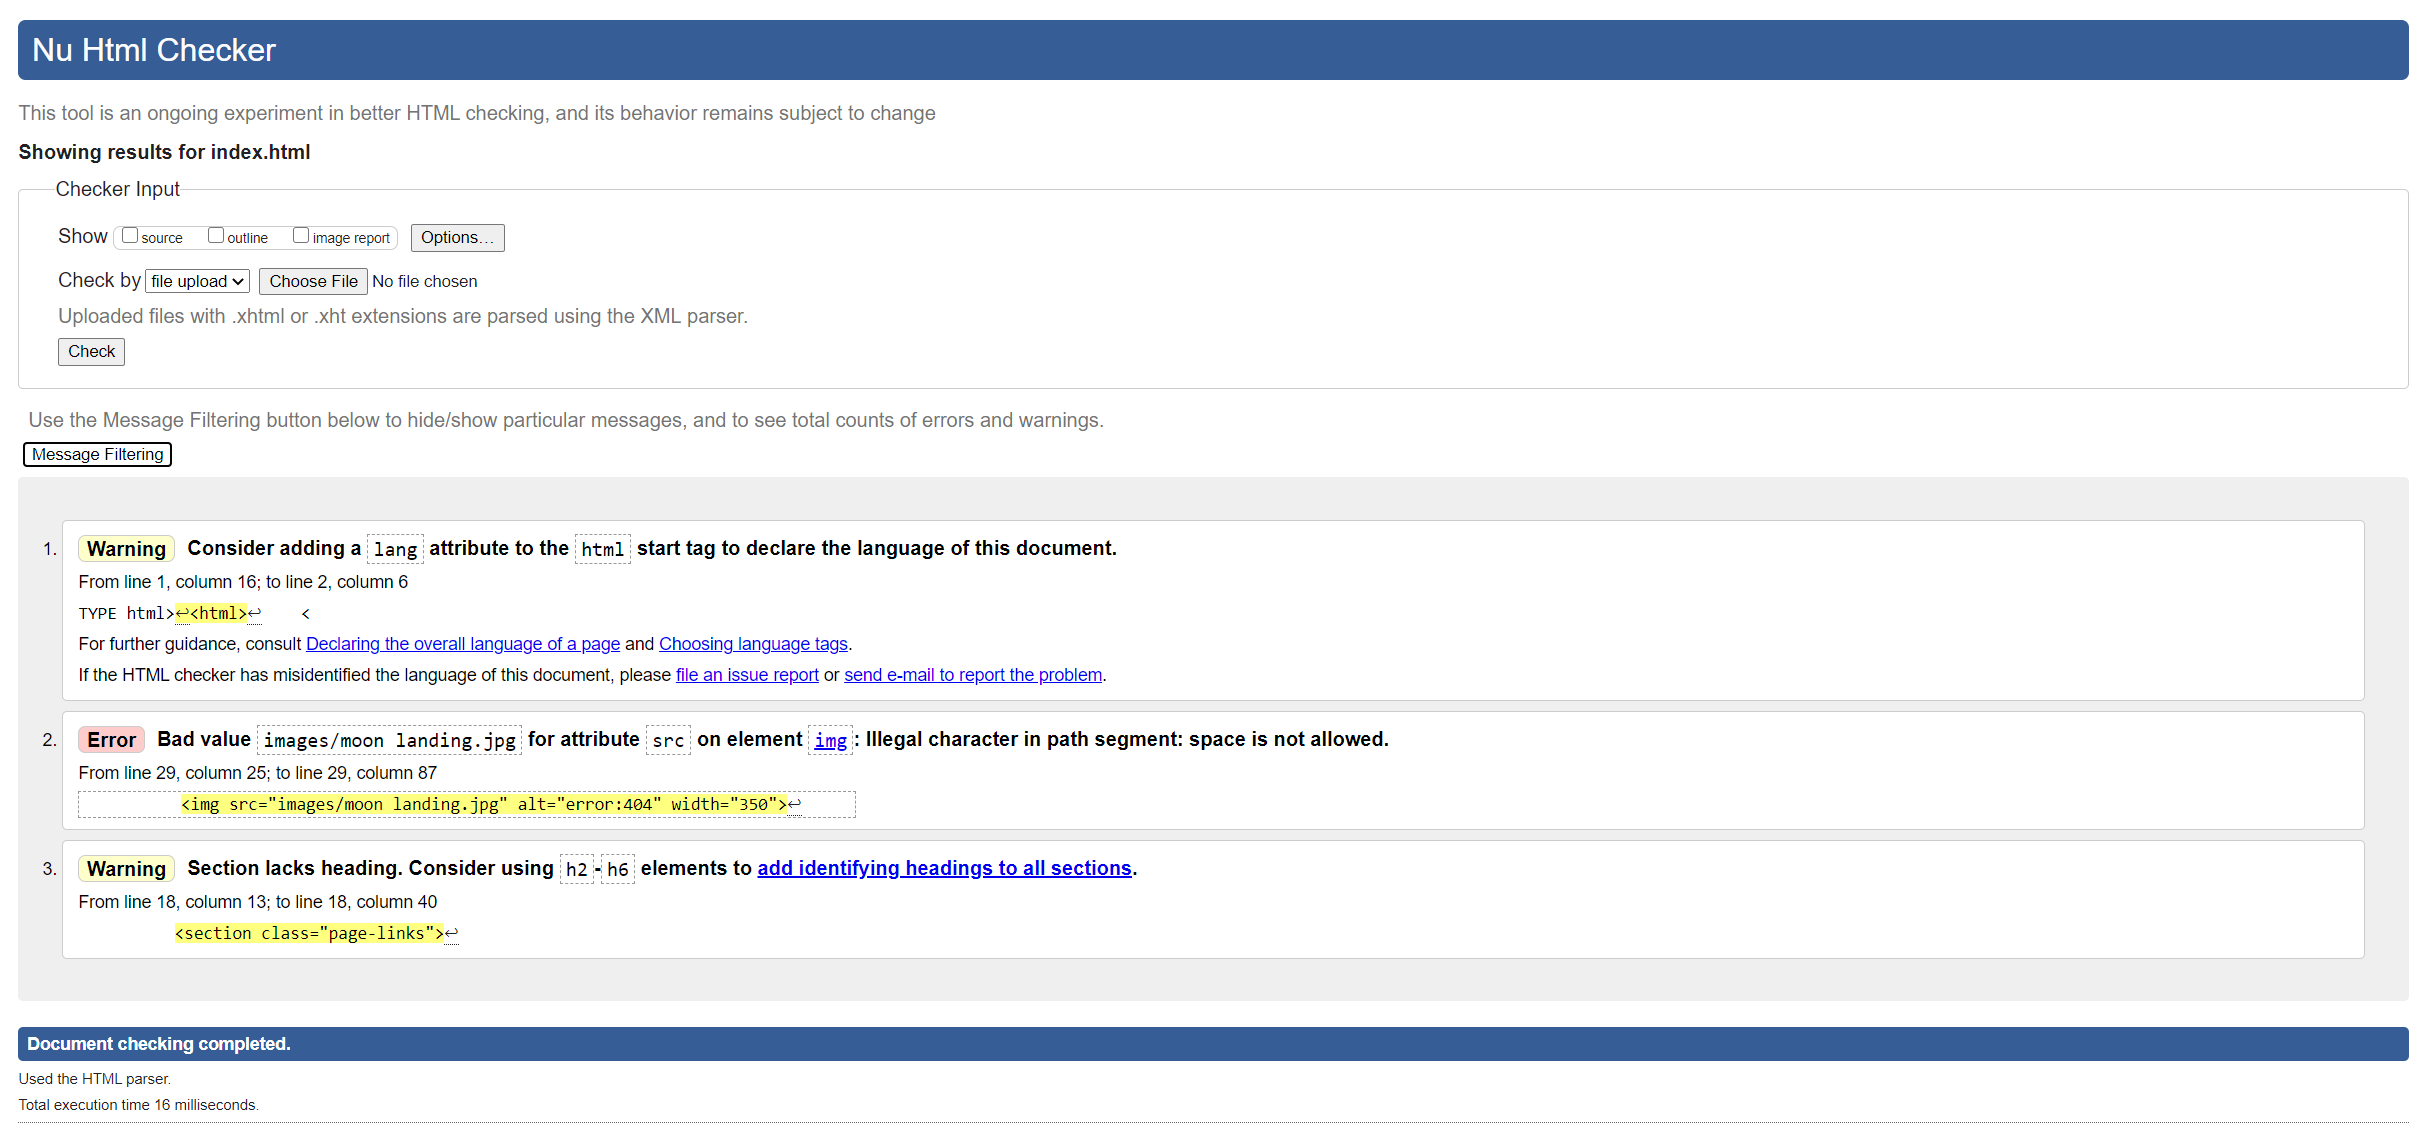 Nu Html Checker
This tool is an ongoing experiment in better HTML checking, and its behavior remains subject to change
Showing results for index.html
Checker Input
Show source outline image report Options...
Check by file upload Choose File No file chosen
Uploaded files with .xhtml or .xht extensions are parsed using the XML parser.
Check
Use the Message Filtering button below to hide/show particular messages, and to see total counts of errors and warnings.
Message Filtering
1. Warning Consider adding a lang attribute to the html start tag to declare the language of this document.
From line 1, column 16; to line 2, column 6
TYPE html>↩<html>↩ <
For further guidance, consult Declaring the overall language of a page and Choosing language tags.
If the HTML checker has misidentified the language of this document, please file an issue report or send e-mail to report the problem.
2. Error Bad value images/moon landing.jpg for attribute src on element img: Illegal character in path segment: space is not allowed.
From line 29, column 25; to line 29, column 87
<img src="images/moon landing.jpg" alt="error:404" width="350">↩
3. Warning Section lacks heading. Consider using h2-h6 elements to add identifying headings to all sections.
From line 18, column 13; to line 18, column 40
<section class="page-links">↩
Document checking completed.
Used the HTML parser.
Total execution time 16 milliseconds.